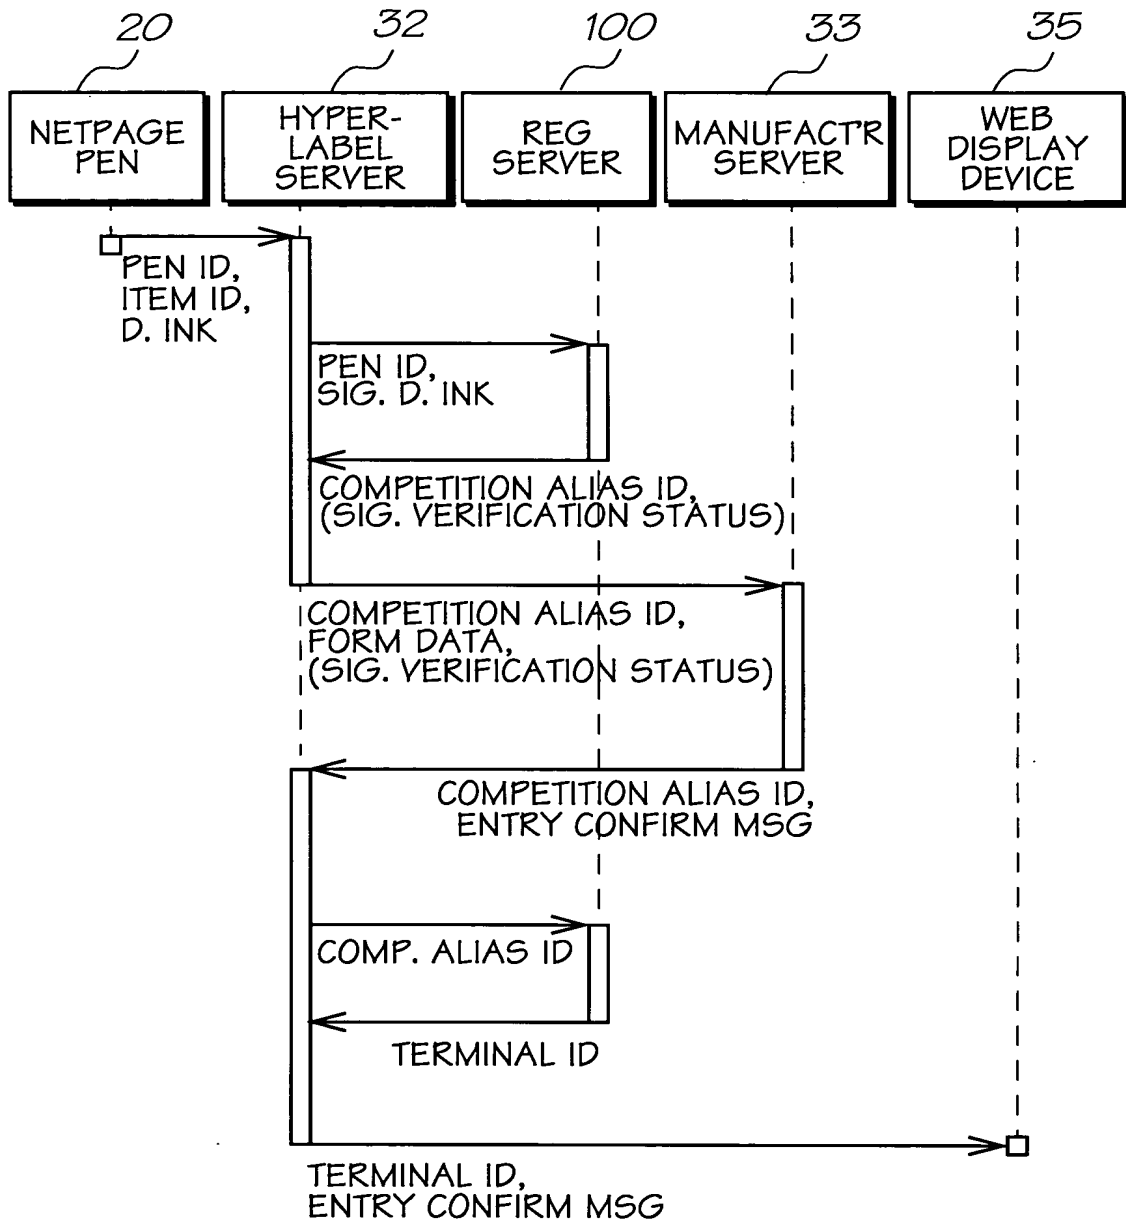 20
32
100
33
35
NETPAGE
PEN
HYPER-
LABEL
SERVER
REG
SERVER
MANUFACT'R
SERVER
WEB
DISPLAY
DEVICE
PEN ID,
ITEM ID,
D. INK
PEN ID,
SIG. D. INK
COMPETITION ALIAS ID,
(SIG. VERIFICATION STATUS)
COMPETITION ALIAS ID,
FORM DATA,
(SIG. VERIFICATION STATUS)
COMPETITION ALIAS ID,
ENTRY CONFIRM MSG
COMP. ALIAS ID
TERMINAL ID
TERMINAL ID,
ENTRY CONFIRM MSG